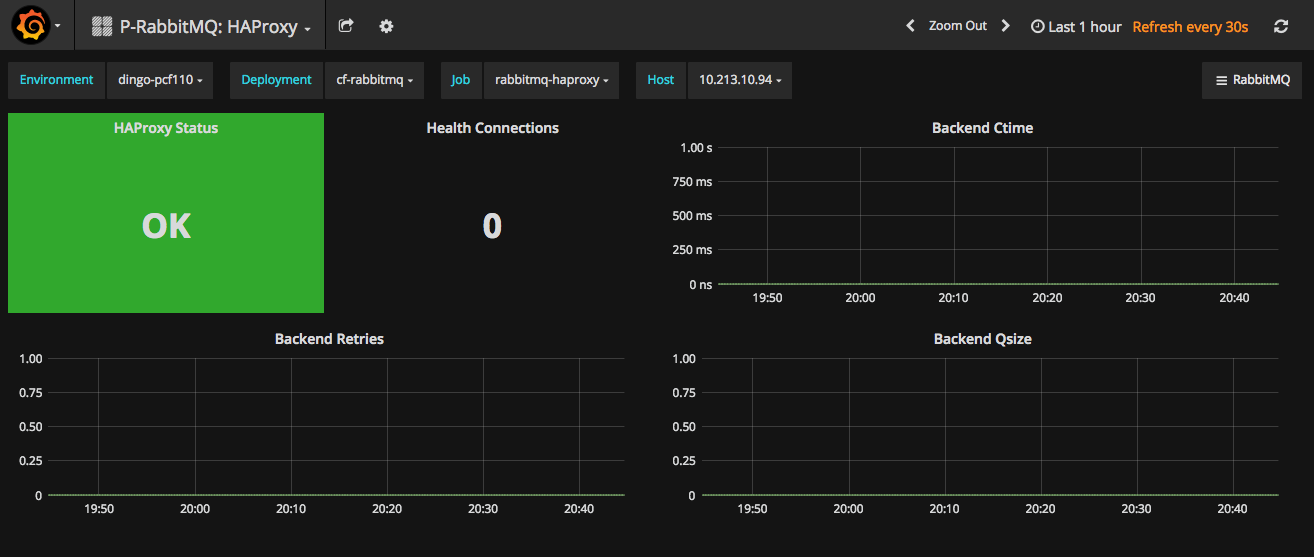 P-RabbitMQ: HAProxy
Zoom Out
Last 1 hour Refresh every 30s
Environment dingo-pcf110 Deployment cf-rabbitmq Job rabbitmq-haproxy Host 10.213.10.94 RabbitMQ
HAProxy Status
OK
Health Connections
0
Backend Ctime
1.00 s
750 ms
500 ms
250 ms
0 ns
19:50 20:00 20:10 20:20 20:30 20:40
Backend Retries
1.00
0.75
0.50
0.25
0
19:50 20:00 20:10 20:20 20:30 20:40
Backend Qsize
1.00
0.75
0.50
0.25
0
19:50 20:00 20:10 20:20 20:30 20:40